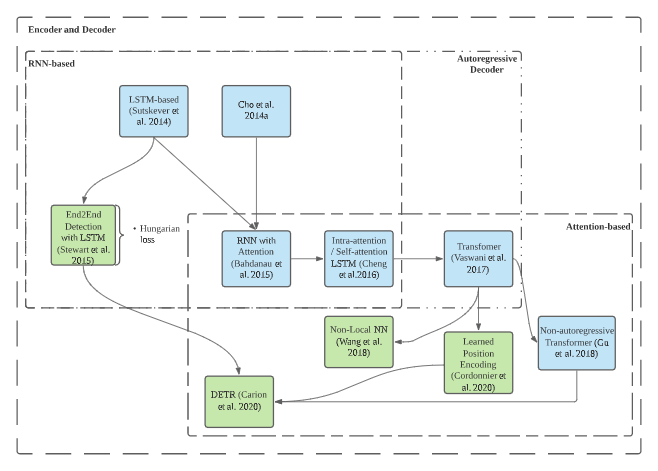 Encoder and Decoder
RNN-based
Autoregressive
Decoder
LSTM-based
(Sutskever et
al. 2014)
Cho et al.
2014a
End2End
Detection
with LSTM
(Stewart et al.
2015)
• Hungarian
loss
Attention-based
RNN with
Attention
(Bahdanau et
al. 2015)
Intra-attention
/ Self-attention
LSTM (Cheng
et al.2016)
Transfomer
(Vaswani et al.
2017)
Non-Local NN
(Wang et al.
2018)
Learned
Position
Encoding
(Cordonnier et
al. 2020)
Non-autoregressive
Transformer (Gu
et al. 2018)
DETR (Carion
et al. 2020)